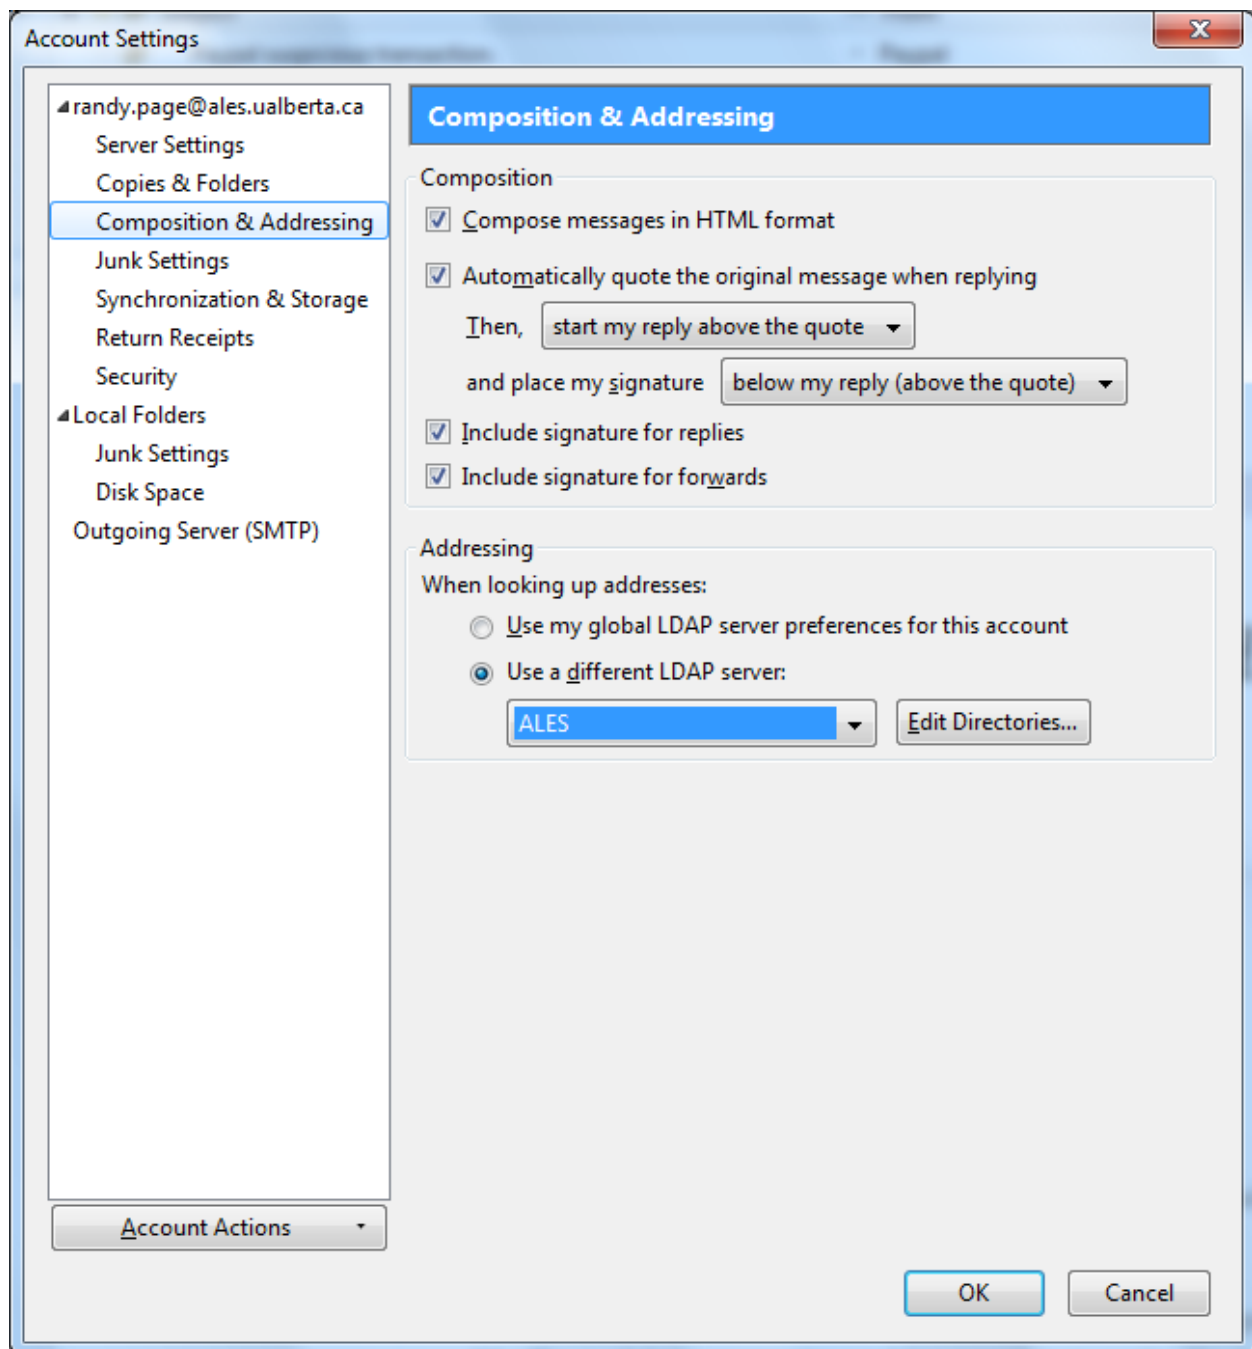 Account Settings
randy.page@ales.ualberta.ca
Server Settings
Copies & Folders
Composition & Addressing
Junk Settings
Synchronization & Storage
Return Receipts
Security
Local Folders
Junk Settings
Disk Space
Outgoing Server (SMTP)
Account Actions
Composition & Addressing
Composition
Compose messages in HTML format
Automatically quote the original message when replying
Then, start my reply above the quote
and place my signature below my reply (above the quote)
Include signature for replies
Include signature for forwards
Addressing
When looking up addresses:
Use my global LDAP server preferences for this account
Use a different LDAP server:
ALES Edit Directories...
OK Cancel